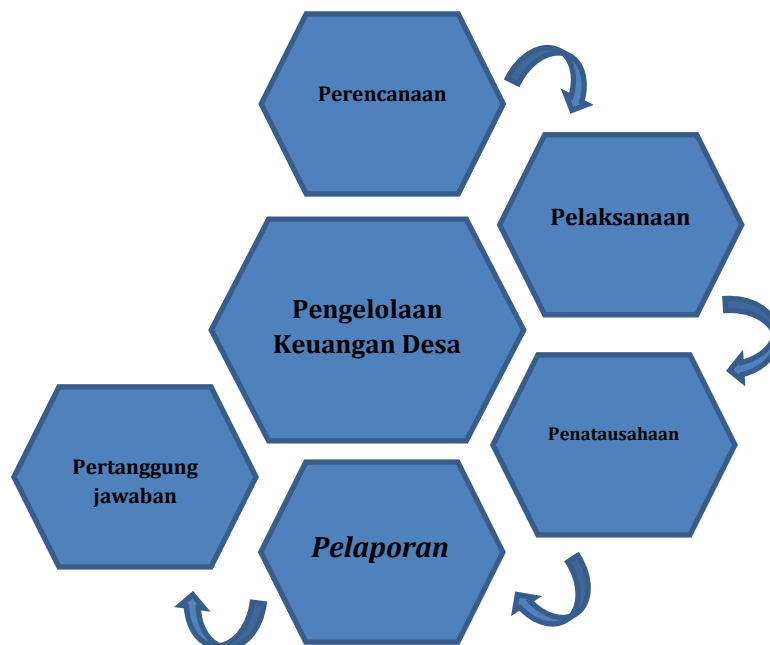 Perencanaan
Pelaksanaan
Pengelolaan
Keuangan Desa
Penatausahaan
Pelaporan
Pertanggung
jawaban